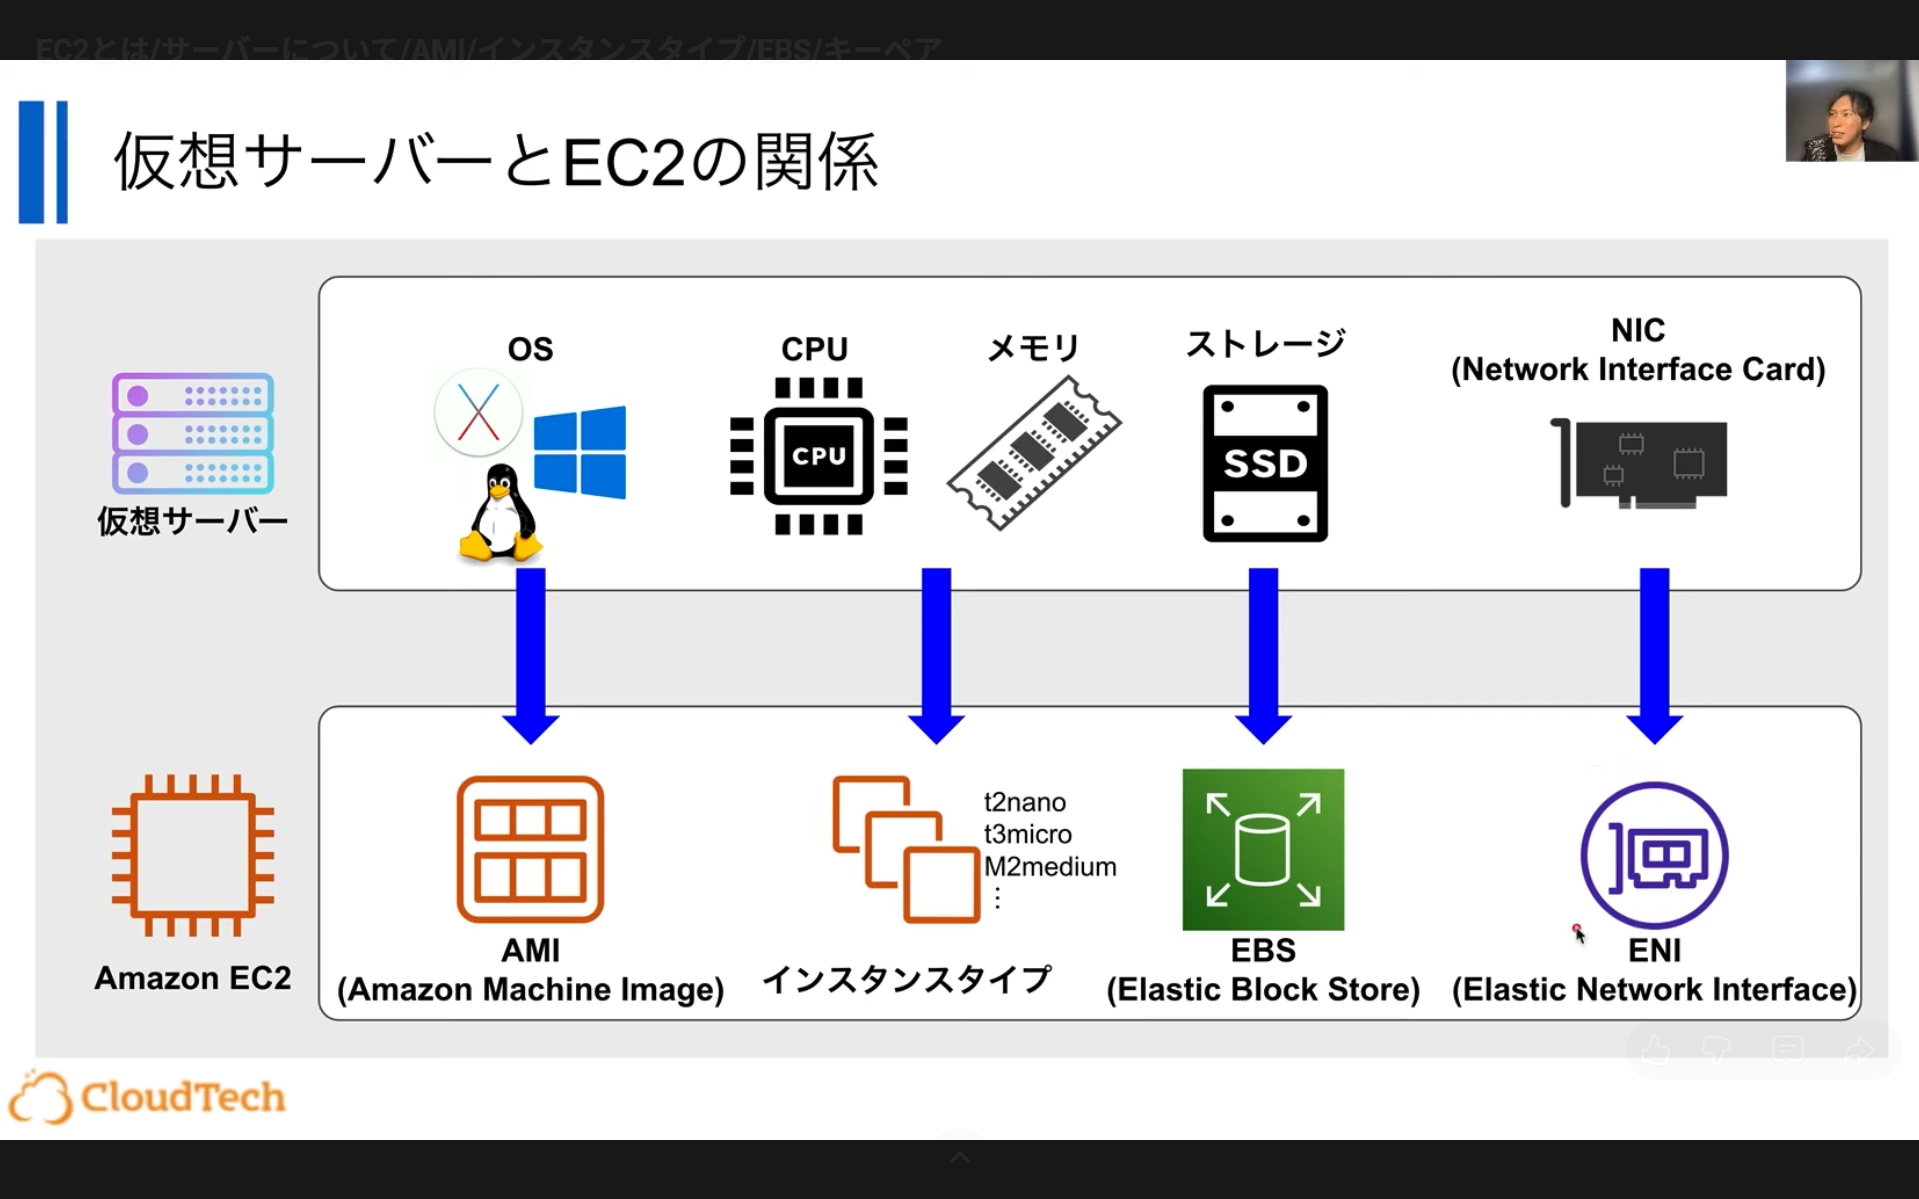 EC2とは/サーバーについて/AMI/インスタンスタイプ/EBS/キーペア
仮想サーバーとEC2の関係
OS
CPU
メモリ
ストレージ
NIC
(Network Interface Card)
CPU
SSD
仮想サーバー
t2nano
t3micro
M2medium
⋮
Amazon EC2
AMI
(Amazon Machine Image)
インスタンスタイプ
EBS
(Elastic Block Store)
ENI
(Elastic Network Interface)
CloudTech